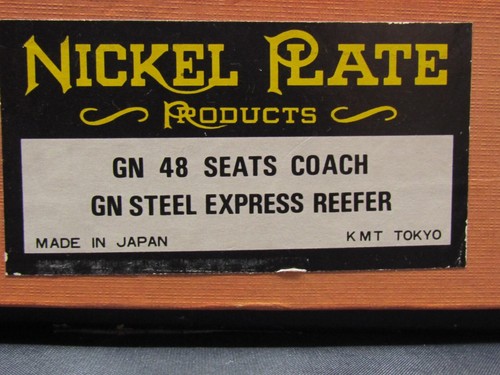 NICKEL PLATE
PRODUCTS
GN 48 SEATS COACH
GN STEEL EXPRESS REEFER
MADE IN JAPAN KMT TOKYO